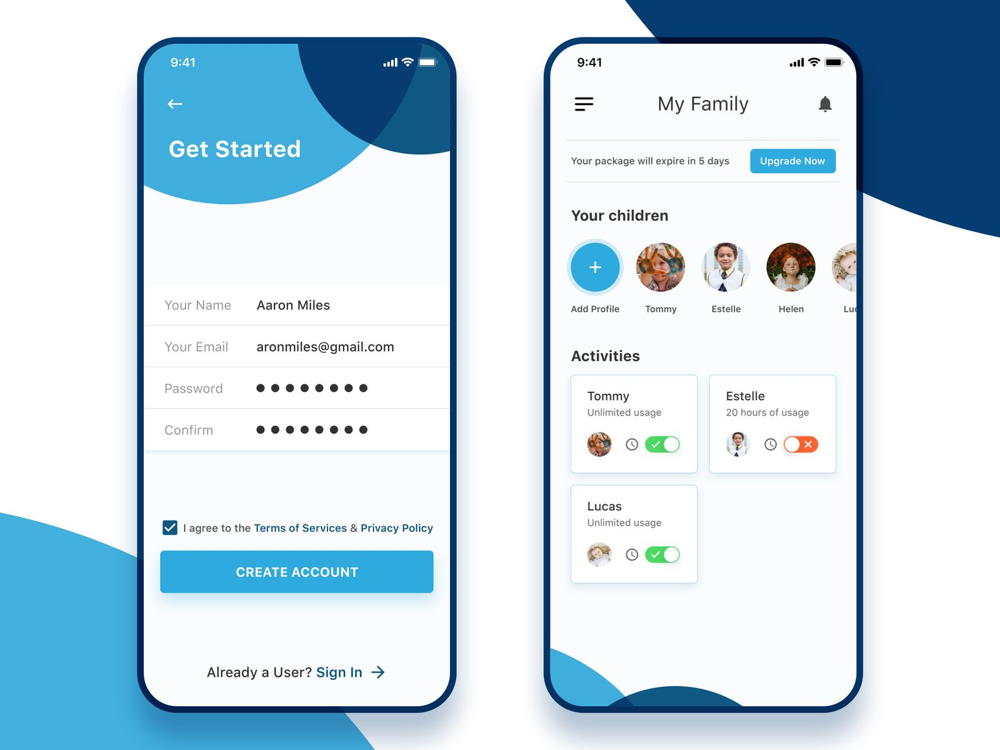 9:41
Get Started
Your Name Aaron Miles
Your Email aronmiles@gmail.com
Password
Confirm
I agree to the Terms of Services & Privacy Policy
CREATE ACCOUNT
Already a User? Sign In
9:41
My Family
Your package will expire in 5 days Upgrade Now
Your children
Add Profile Tommy Estelle Helen Luc
Activities
Tommy
Unlimited usage
Estelle
20 hours of usage
Lucas
Unlimited usage